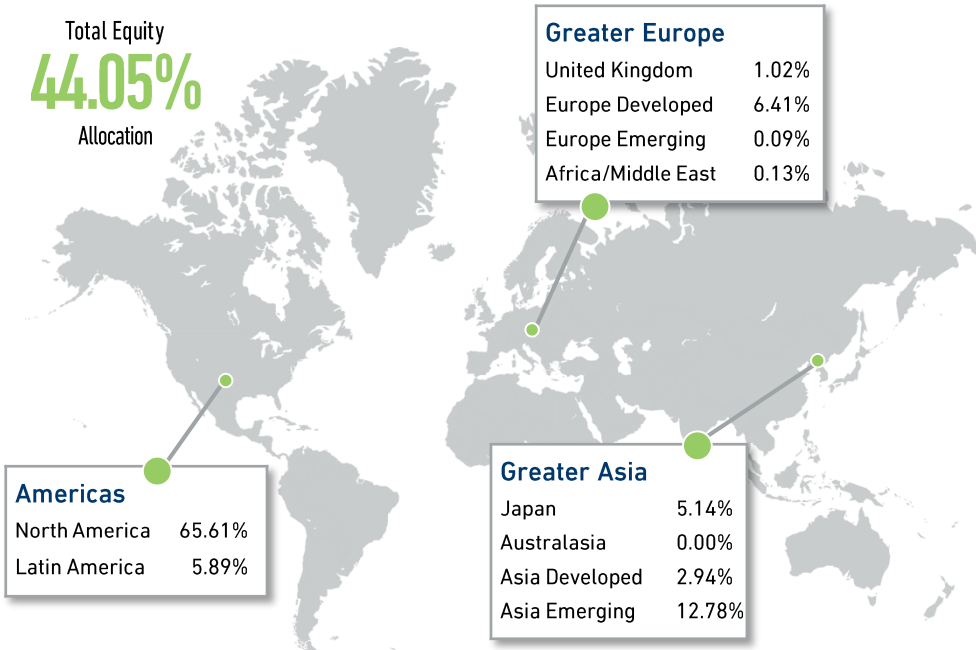 Total Equity
44.05%
Allocation
Greater Europe
United Kingdom 1.02%
Europe Developed 6.41%
Europe Emerging 0.09%
Africa/Middle East 0.13%
Americas
North America 65.61%
Latin America 5.89%
Greater Asia
Japan 5.14%
Australasia 0.00%
Asia Developed 2.94%
Asia Emerging 12.78%